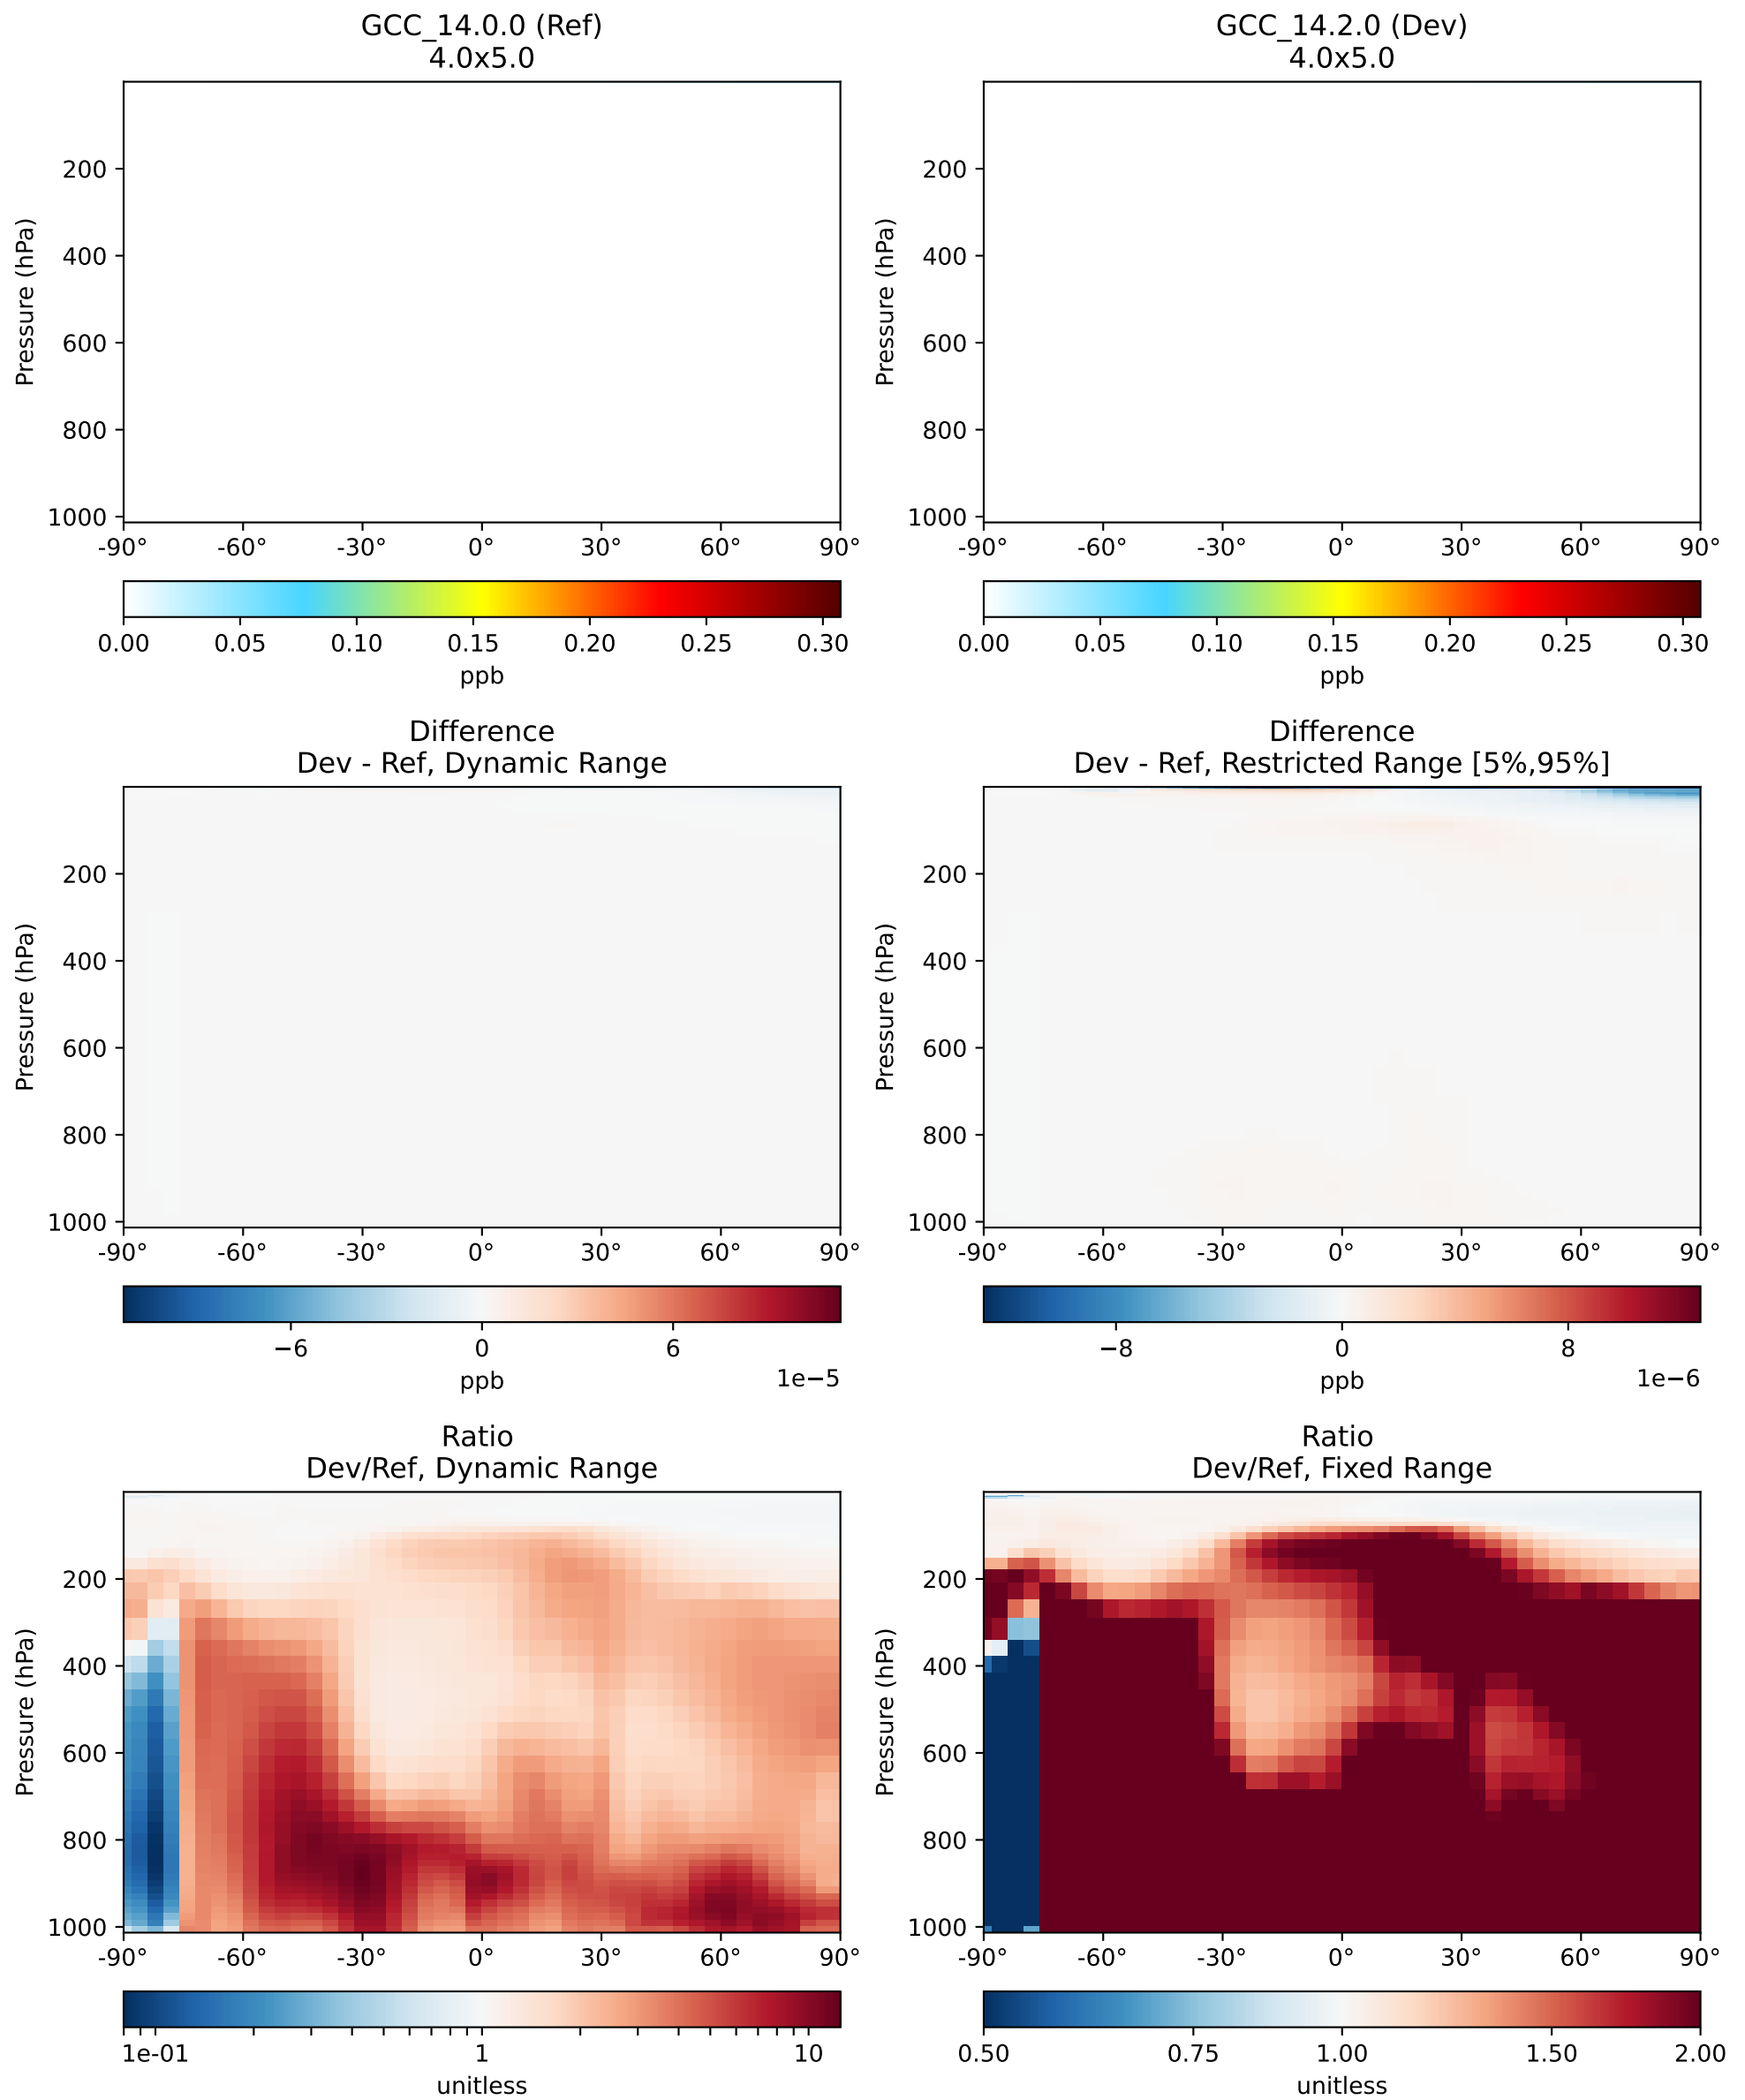 GCC_14.0.0 (Ref)
4.0x5.0
Pressure (hPa)
200
400
600
800
1000
-90° -60° -30° 0° 30° 60° 90°
0.00 0.05 0.10 0.15 0.20 0.25 0.30
ppb
GCC_14.2.0 (Dev)
4.0x5.0
Pressure (hPa)
200
400
600
800
1000
-90° -60° -30° 0° 30° 60° 90°
0.00 0.05 0.10 0.15 0.20 0.25 0.30
ppb
Difference
Dev - Ref, Dynamic Range
Pressure (hPa)
200
400
600
800
1000
-90° -60° -30° 0° 30° 60° 90°
−6 0 6
ppb
1e−5
Difference
Dev - Ref, Restricted Range [5%,95%]
Pressure (hPa)
200
400
600
800
1000
-90° -60° -30° 0° 30° 60° 90°
−8 0 8
ppb
1e−6
Ratio
Dev/Ref, Dynamic Range
Pressure (hPa)
200
400
600
800
1000
-90° -60° -30° 0° 30° 60° 90°
1e-01 1 10
unitless
Ratio
Dev/Ref, Fixed Range
Pressure (hPa)
200
400
600
800
1000
-90° -60° -30° 0° 30° 60° 90°
0.50 0.75 1.00 1.50 2.00
unitless